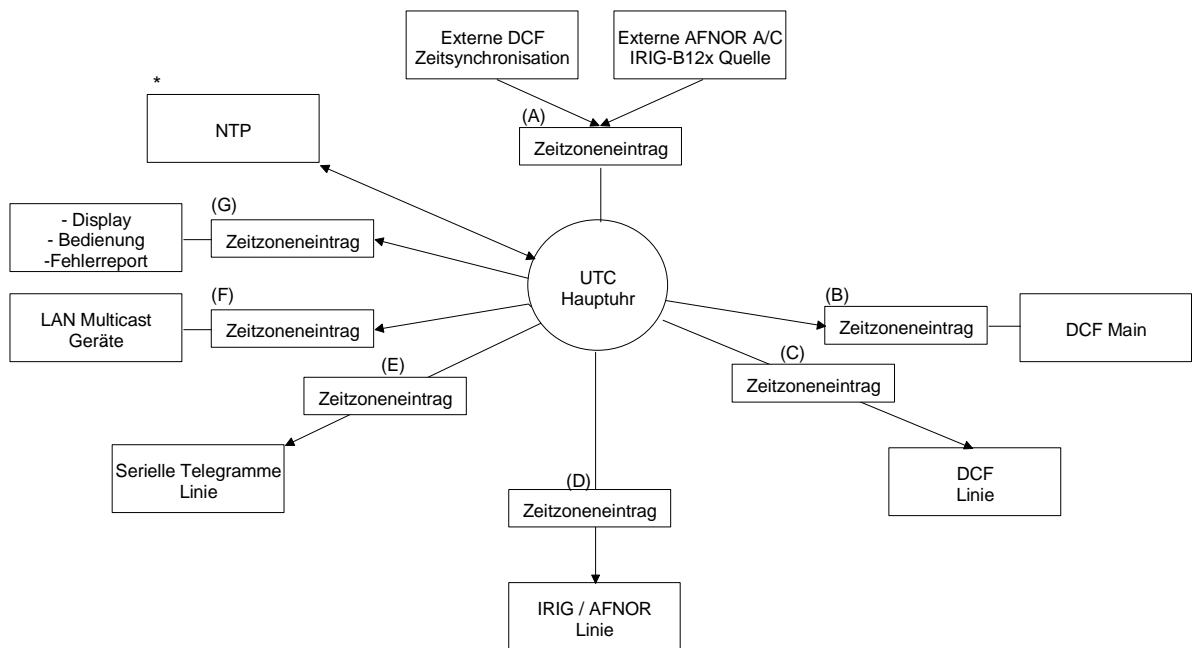 Externe DCF
Zeitsynchronisation
Externe AFNOR A/C
IRIG-B12x Quelle
*
NTP
(A)
Zeitzoneneintrag
- Display
- Bedienung
-Fehlerreport
(G)
Zeitzoneneintrag
UTC
Hauptuhr
LAN Multicast
Geräte
(F)
Zeitzoneneintrag
(B)
Zeitzoneneintrag
DCF Main
(E)
Zeitzoneneintrag
(C)
Zeitzoneneintrag
Serielle Telegramme
Linie
DCF
Linie
(D)
Zeitzoneneintrag
IRIG / AFNOR
Linie